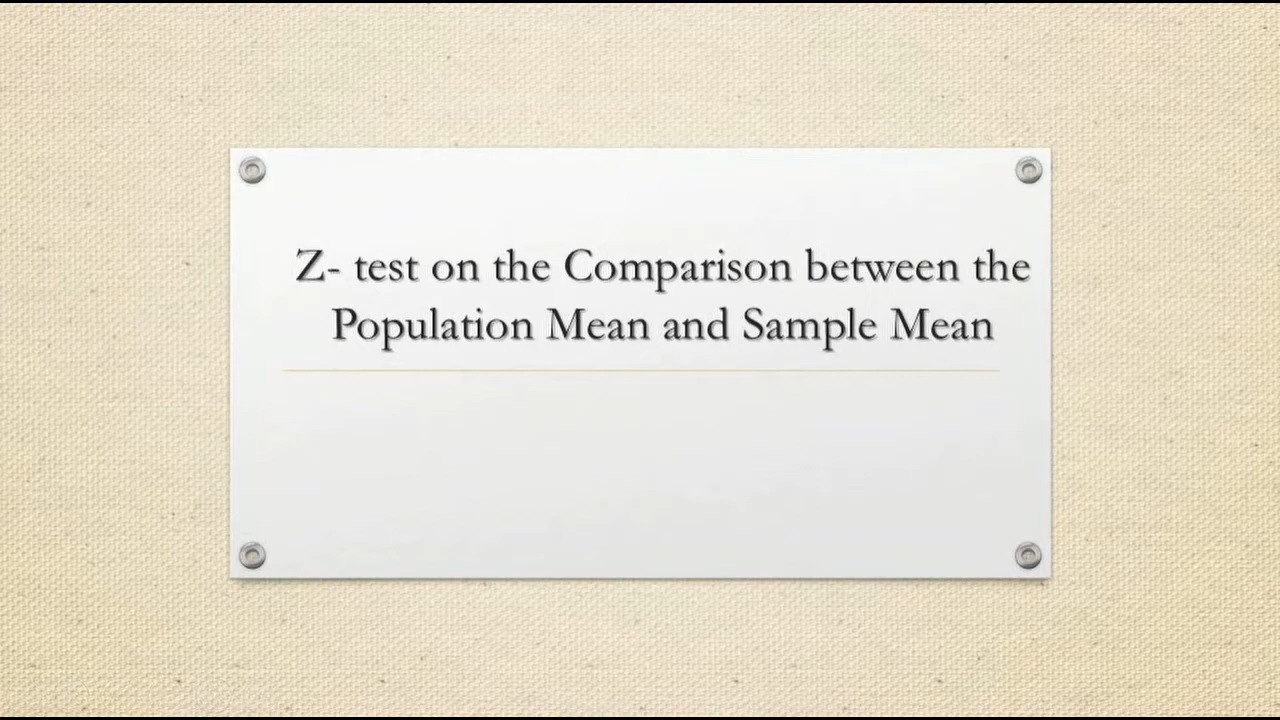 Z- test on the Comparison between the
Population Mean and Sample Mean